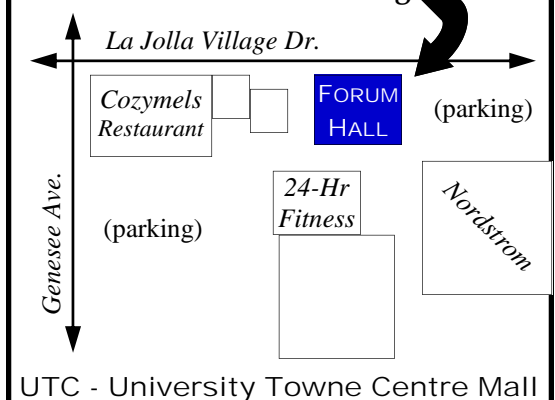 La Jolla Village Dr.
Cozymels
Restaurant
FORUM
HALL
(parking)
24-Hr
Fitness
Nordstrom
Genesee Ave.
(parking)
UTC - University Towne Centre Mall